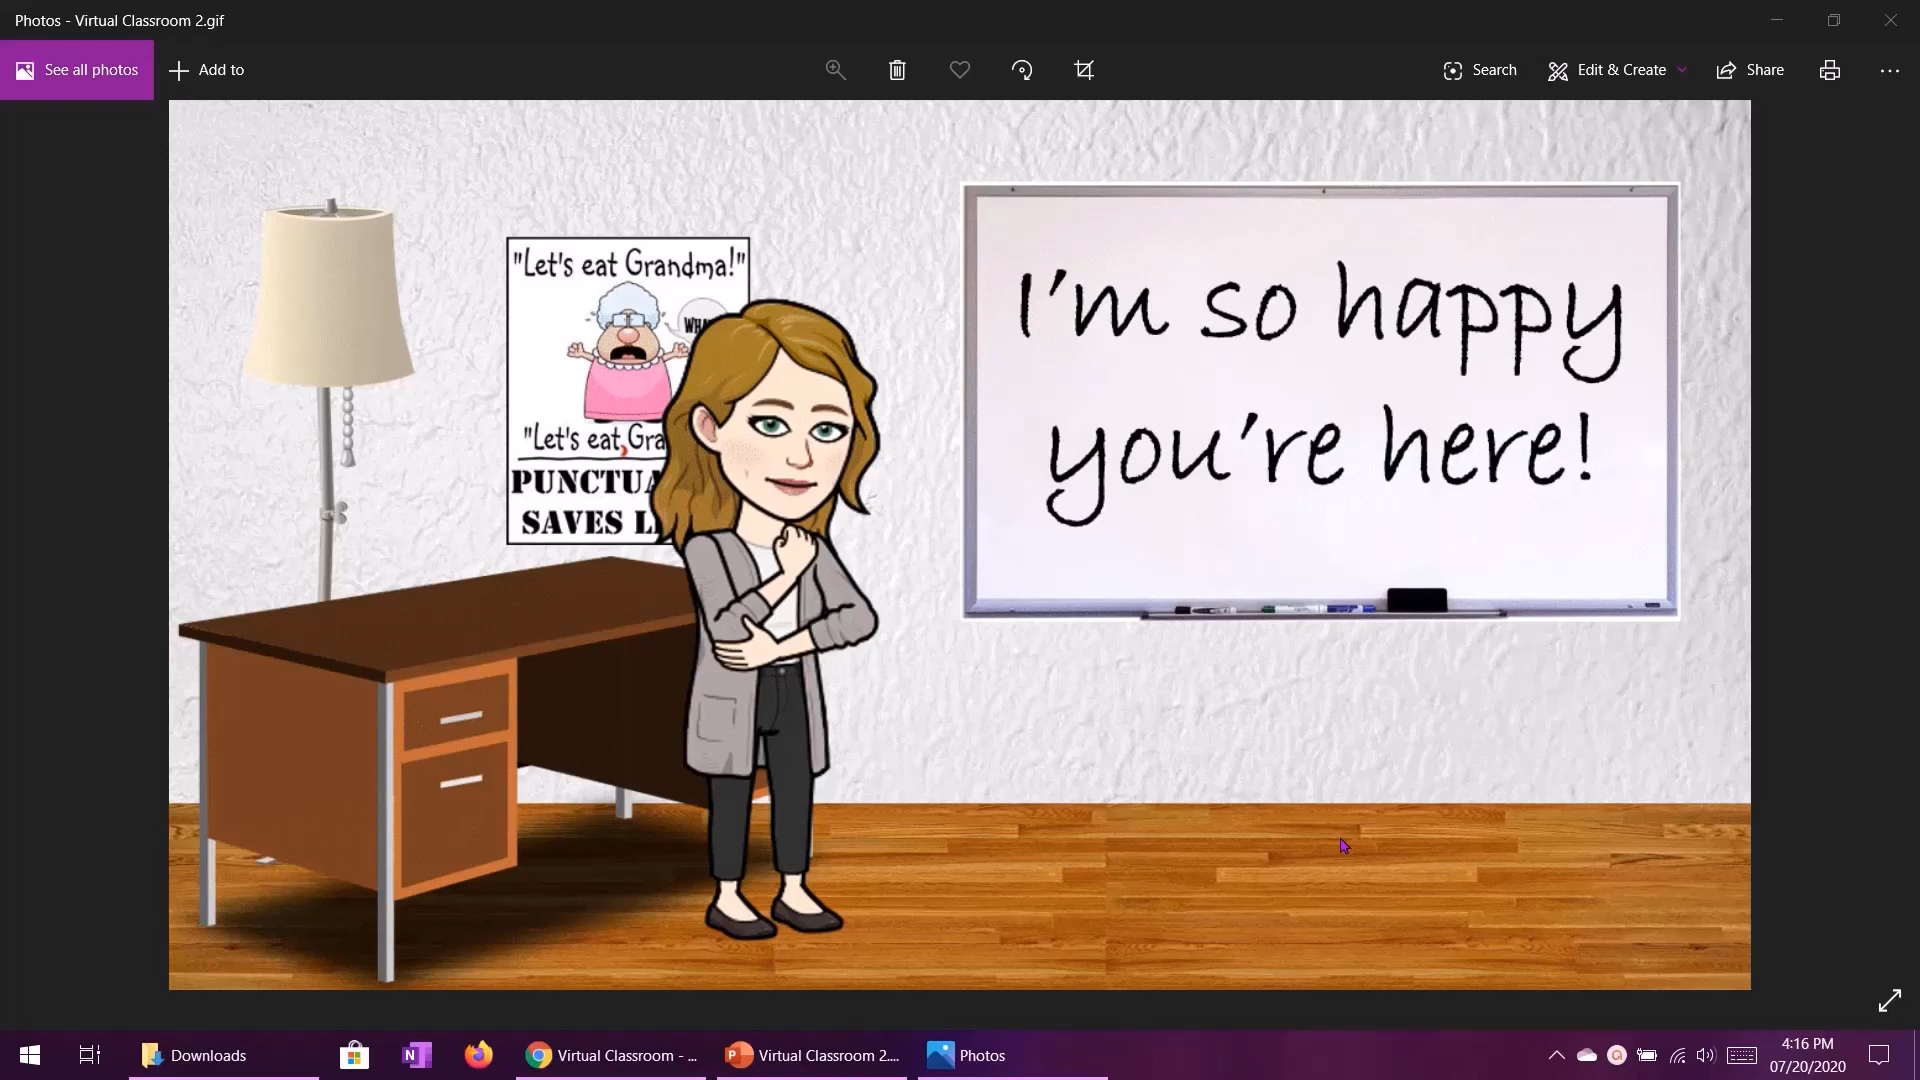 Photos - Virtual Classroom 2.gif
See all photos
Add to
Search
Edit & Create
Share
"Let's eat Grandma!"
"Let's eat,
SAVES
I'm so happy
you're here!
Downloads
Virtual Classroom - ...
Virtual Classroom 2....
Photos
4:16 PM
07/20/2020